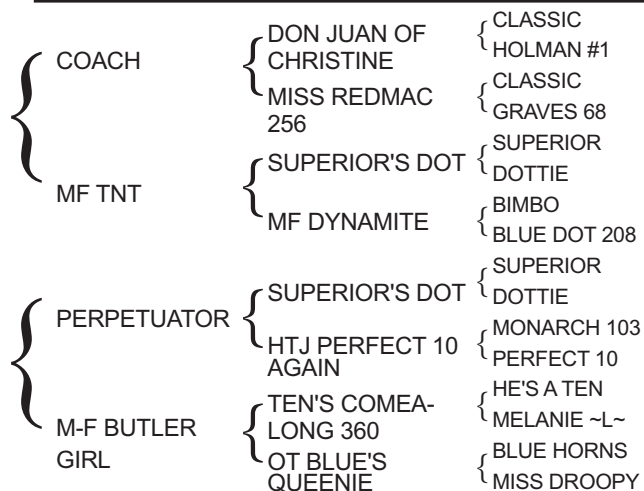 COACH
DON JUAN OF
CHRISTINE
CLASSIC
HOLMAN #1
MISS REDMAC
256
CLASSIC
GRAVES 68
MF TNT
SUPERIOR'S DOT
SUPERIOR
DOTTIE
MF DYNAMITE
BIMBO
BLUE DOT 208
PERPETUATOR
SUPERIOR'S DOT
SUPERIOR
DOTTIE
HTJ PERFECT 10
AGAIN
MONARCH 103
PERFECT 10
M-F BUTLER
GIRL
TEN'S COMEA-
LONG 360
HE'S A TEN
MELANIE ~L~
OT BLUE'S
QUEENIE
BLUE HORNS
MISS DROOPY